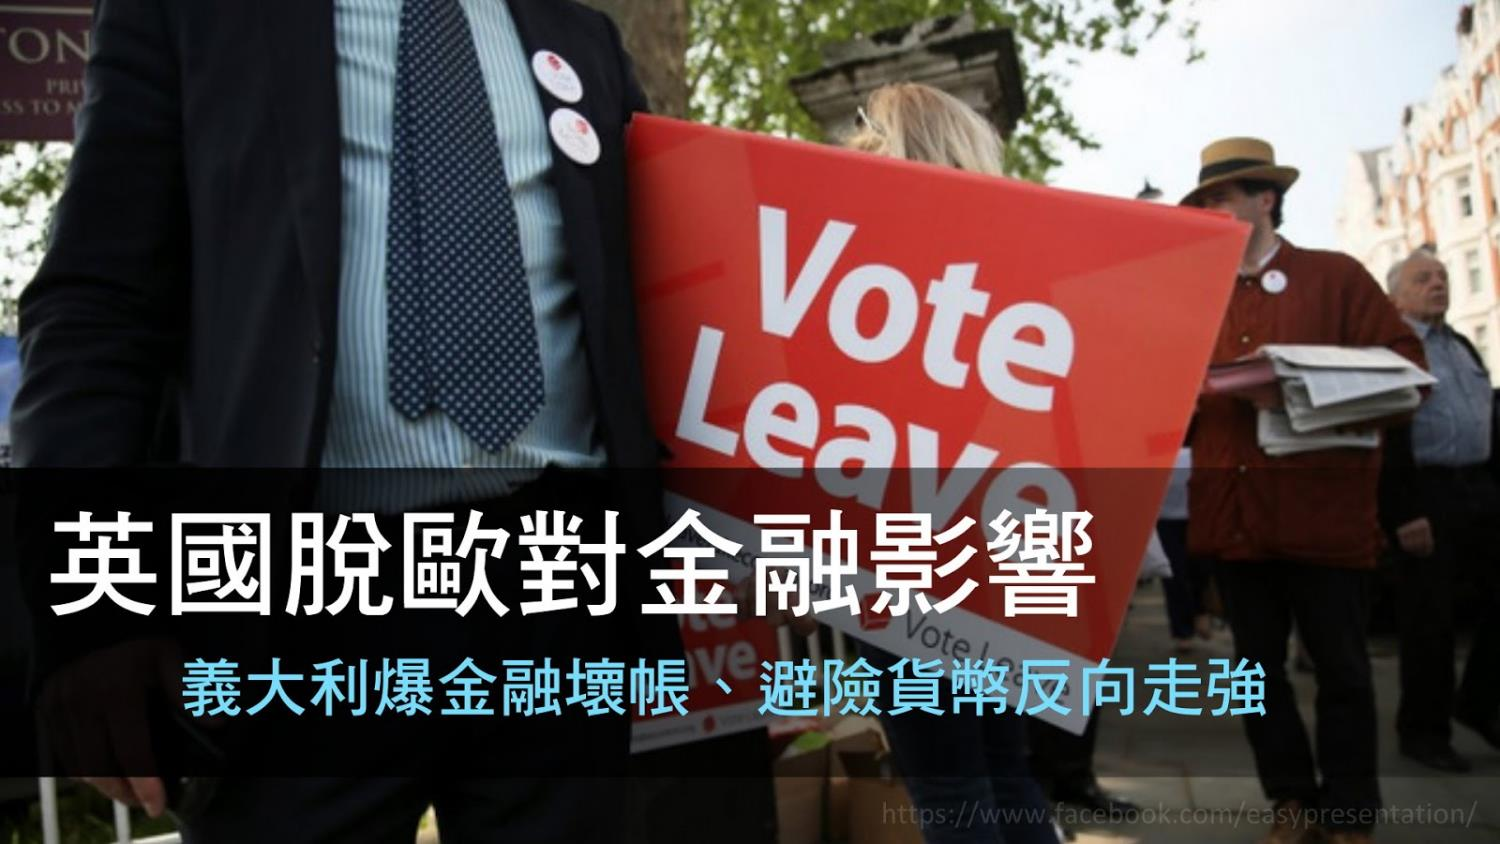 TON
Vote
Leave
英國脫歐對金融影響
Vote Leave
義大利爆金融壞帳、避險貨幣反向走強
https://www.facebook.com/easypresentation/